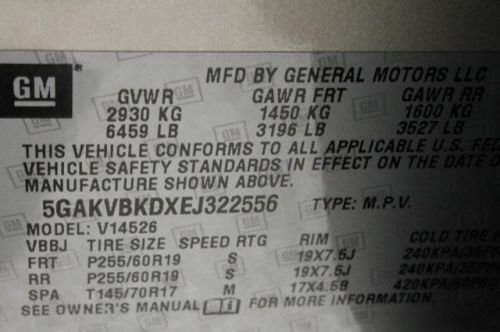 GM
MFD BY GENERAL MOTORS LLC
GVWR GAWR FRT GAWR RR
2930 KG 1450 KG 1600 KG
6459 LB 3196 LB 3527 LB
THIS VEHICLE CONFORMS TO ALL APPLICABLE U.S. FED
VEHICLE SAFETY STANDARDS IN EFFECT ON THE DATE O
MANUFACTURE SHOWN ABOVE.
5GAKVBKDXEJ322556 TYPE: M.P.V.
MODEL: V14526
VBBJ TIRE SIZE SPEED RTG RIM COLD TIRE
FRT P255/60R19 S 19X7.5J 240KPA(35P
RR P255/60R19 S 19X7.5J 240KPA(35P
SPA T145/70R17 M 17X4.5B 420KPA(60P
SEE OWNER'S MANUAL FOR MORE INFORMATION.